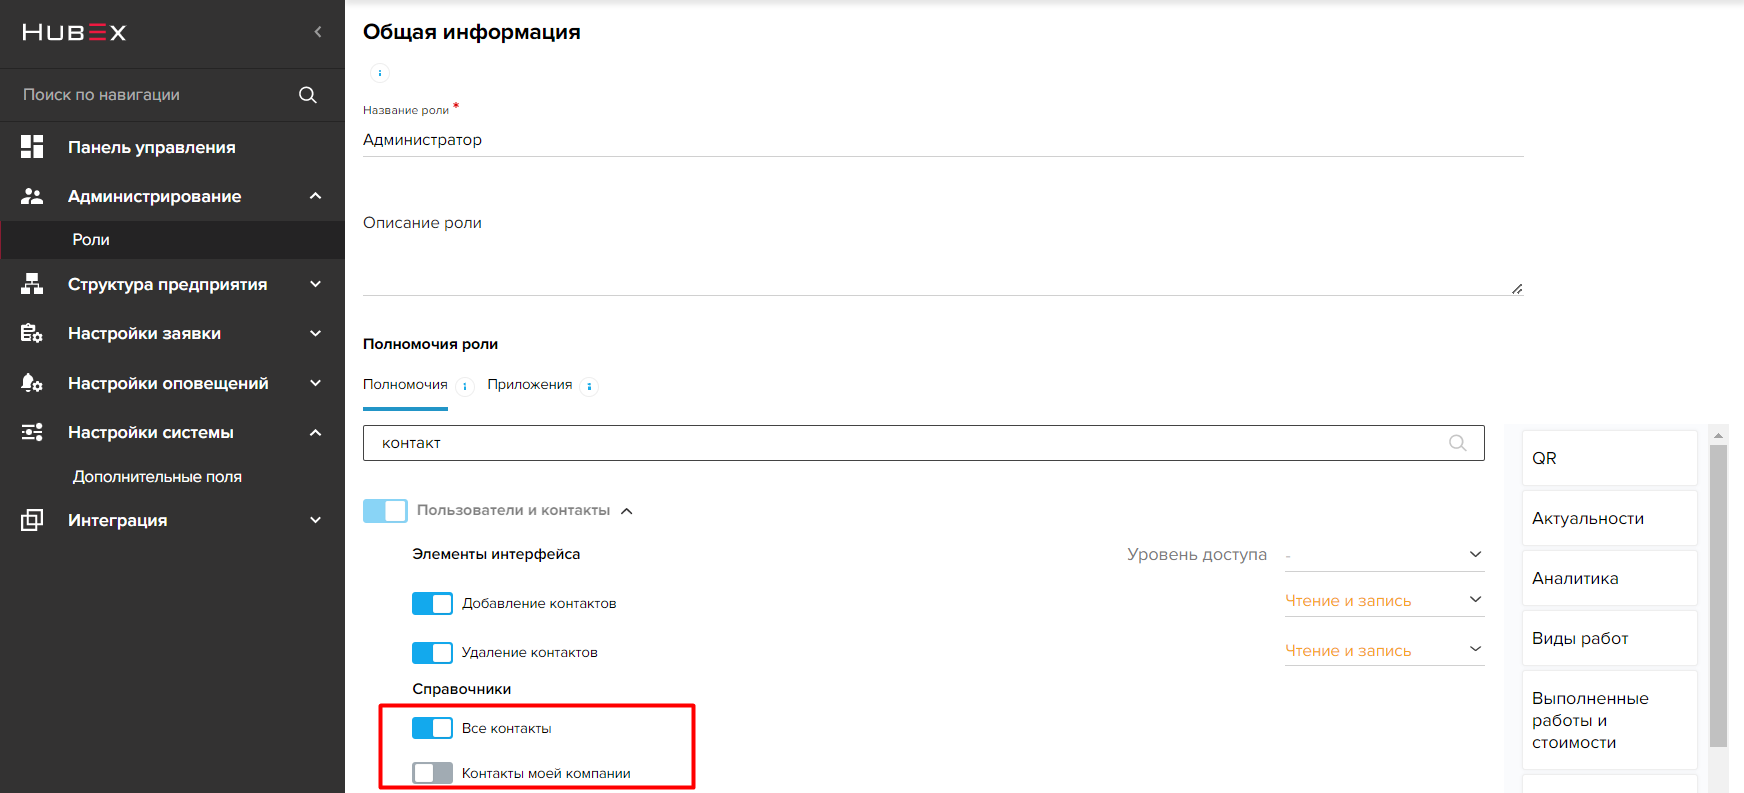 HUBEX
Поиск по навигации
Панель управления
Администрирование
Роли
Структура предприятия
Настройки заявки
Настройки оповещений
Настройки системы
Дополнительные поля
Интеграция
Общая информация
i
Название роли *
Администратор
Описание роли
Полномочия роли
Полномочия i Приложения i
контакт
Пользователи и контакты
Элементы интерфейса Уровень доступа -
Добавление контактов Чтение и запись
Удаление контактов Чтение и запись
Справочники
Все контакты
Контакты моей компании
QR
Актуальности
Аналитика
Виды работ
Выполненные
работы и
стоимости